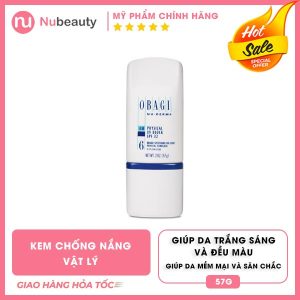 Nubeauty
MỸ PHẨM CHÍNH HÃNG
HOT
Sale
SPECIAL OFFER
OBAGI
NU-DERM
PHYSICAL
UV BLOCK
SPF 32
6
KEM CHỐNG NẮNG
VẬT LÝ
GIÚP DA TRẮNG SÁNG
VÀ ĐỀU MÀU
GIÚP DA MỀM MẠI VÀ SĂN CHẮC
GIAO HÀNG HỎA TỐC
57G